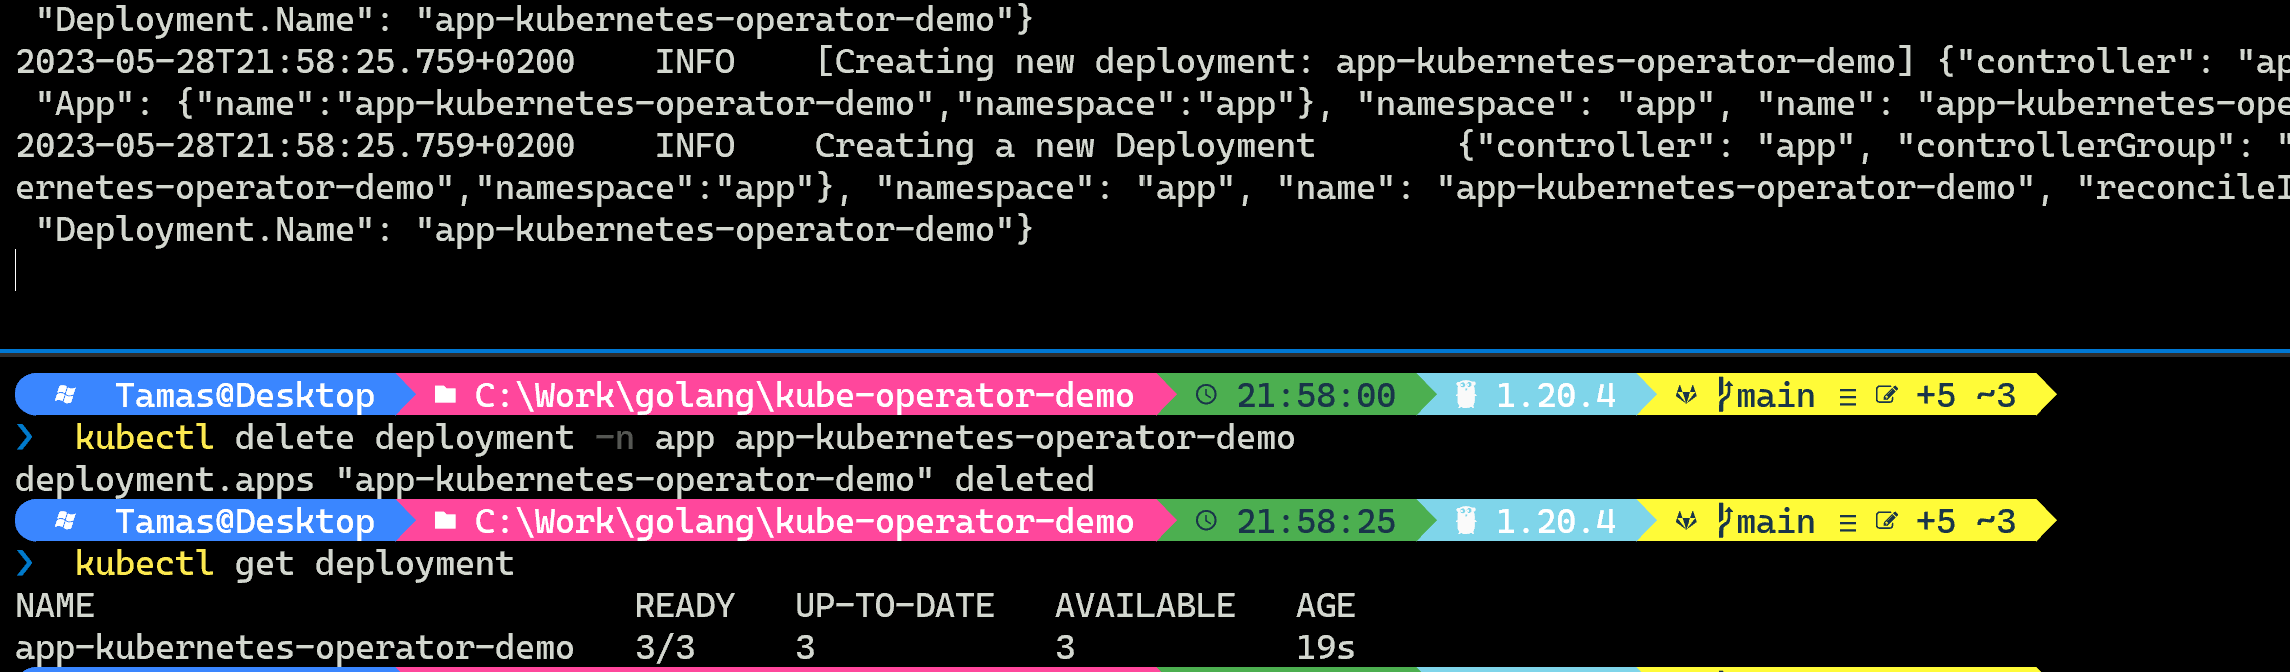 "Deployment.Name": "app-kubernetes-operator-demo"}
2023-05-28T21:58:25.759+0200    INFO    [Creating new deployment: app-kubernetes-operator-demo] {"controller": "ap
"App": {"name":"app-kubernetes-operator-demo","namespace":"app"}, "namespace": "app", "name": "app-kubernetes-ope
2023-05-28T21:58:25.759+0200    INFO    Creating a new Deployment       {"controller": "app", "controllerGroup": "
ernetes-operator-demo","namespace":"app"}, "namespace": "app", "name": "app-kubernetes-operator-demo", "reconcileI
"Deployment.Name": "app-kubernetes-operator-demo"}
Tamas@Desktop C:\Work\golang\kube-operator-demo 21:58:00 1.20.4 main ≡ +5 ~3
❯ kubectl delete deployment -n app app-kubernetes-operator-demo
deployment.apps "app-kubernetes-operator-demo" deleted
Tamas@Desktop C:\Work\golang\kube-operator-demo 21:58:25 1.20.4 main ≡ +5 ~3
❯ kubectl get deployment
NAME                           READY   UP-TO-DATE   AVAILABLE   AGE
app-kubernetes-operator-demo   3/3     3            3           19s